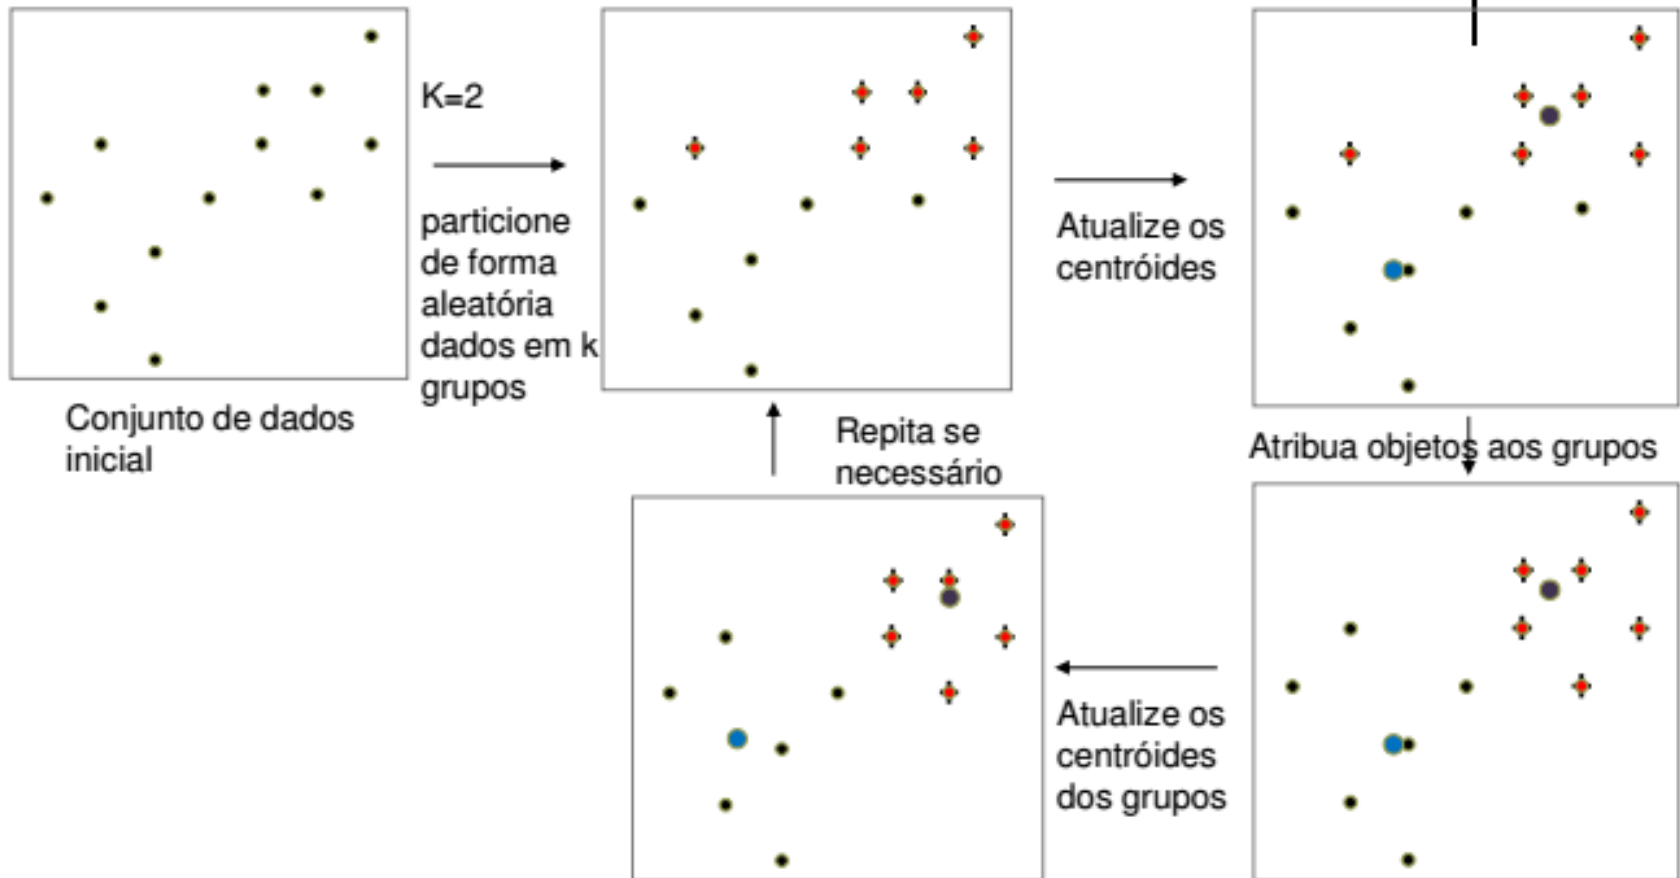 K=2
particione
de forma
aleatória
dados em k
grupos
Conjunto de dados
inicial
Atualize os
centróides
Atribua objetos aos grupos
Atualize os
centróides
dos grupos
Repita se
necessário